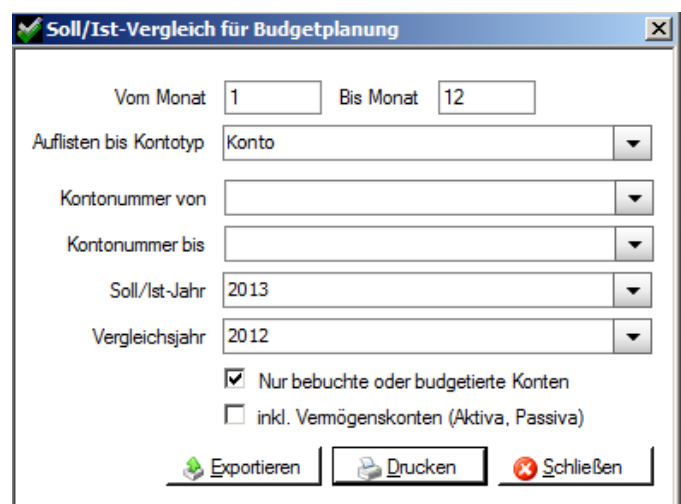 Soll/Ist-Vergleich für Budgetplanung
Vom Monat 1 Bis Monat 12
Auflisten bis Kontotyp Konto
Kontonummer von
Kontonummer bis
Soll/Ist-Jahr 2013
Vergleichsjahr 2012
Nur bebuchte oder budgetierte Konten
inkl. Vermögenskonten (Aktiva, Passiva)
Exportieren Drucken Schließen